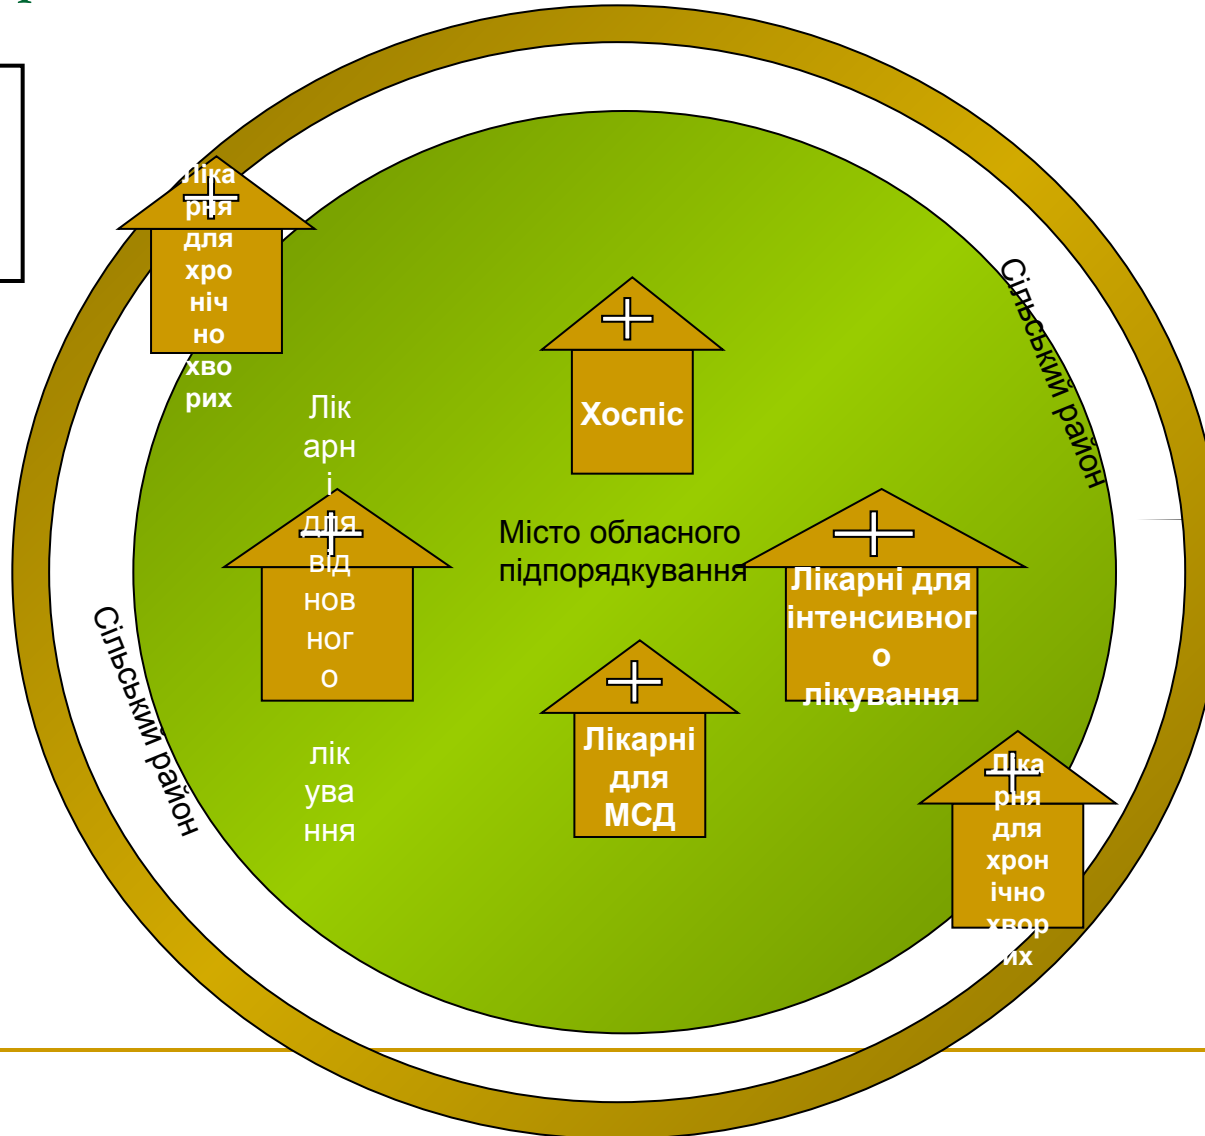 Ліка
рня
для
хро
ніч
но
хво
рих
Сільський район
Хоспіс
Лік
арн
і
для
від
нов
ног
о
лік
ува
ння
Місто обласного
підпорядкування
Лікарні для
інтенсивног
о
лікування
Сільський район
Лікарні
для
МСД
Ліка
рня
для
хрон
ічно
хвор
их